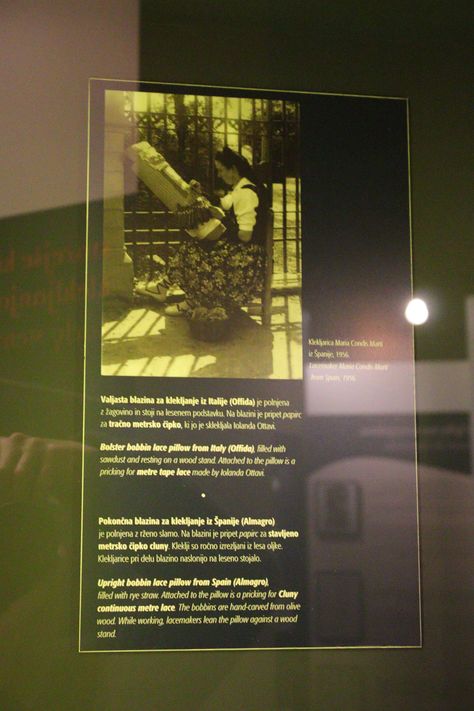 Klekljarica Maria Condis Martí
iz Španije, 1956.
Lacemaker Maria Condis Martí
from Spain, 1956.
Valjasta blazina za klekljanje iz Italije (Offida) je polnjena
z žagovino in stoji na lesenem podstavku. Na blazini je pripet papirc
za tračno metrsko čipko, ki jo je sklekljala Iolanda Ottavi.
Bolster bobbin lace pillow from Italy (Offida), filled with
sawdust and resting on a wood stand. Attached to the pillow is a
pricking for metre tape lace made by Iolanda Ottavi.
•
Pokončna blazina za klekljanje iz Španije (Almagro)
je polnjena z rženo slamo. Na blazini je pripet papirc za stavljeno
metrsko čipko cluny. Kleklji so ročno izrezljani iz lesa oljke.
Klekljarice pri delu blazino naslonijo na leseno stojalo.
Upright bobbin lace pillow from Spain (Almagro),
filled with rye straw. Attached to the pillow is a pricking for Cluny
continuous metre lace. The bobbins are hand-carved from olive
wood. While working, lacemakers lean the pillow against a wood
stand.